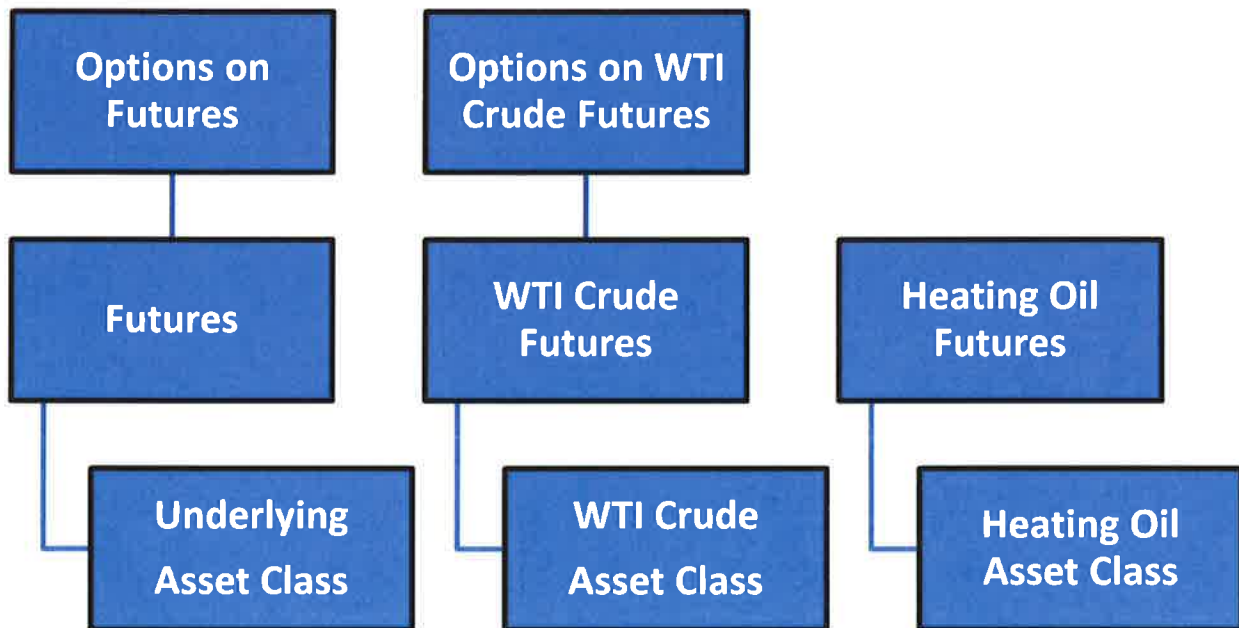 Options on
Futures
Options on WTI
Crude Futures
Futures
WTI Crude
Futures
Heating Oil
Futures
Underlying
Asset Class
WTI Crude
Asset Class
Heating Oil
Asset Class